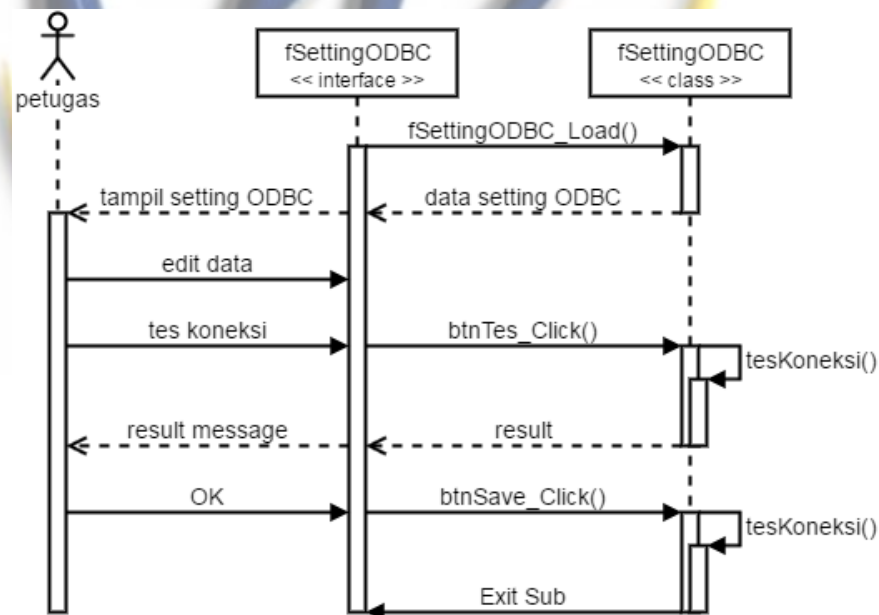 fSettingODBC
<< interface >>
fSettingODBC
<< class >>
petugas
fSettingODBC_Load()
tampil setting ODBC
data setting ODBC
edit data
tes koneksi
btnTes_Click()
tesKoneksi()
result message
result
OK
btnSave_Click()
tesKoneksi()
Exit Sub